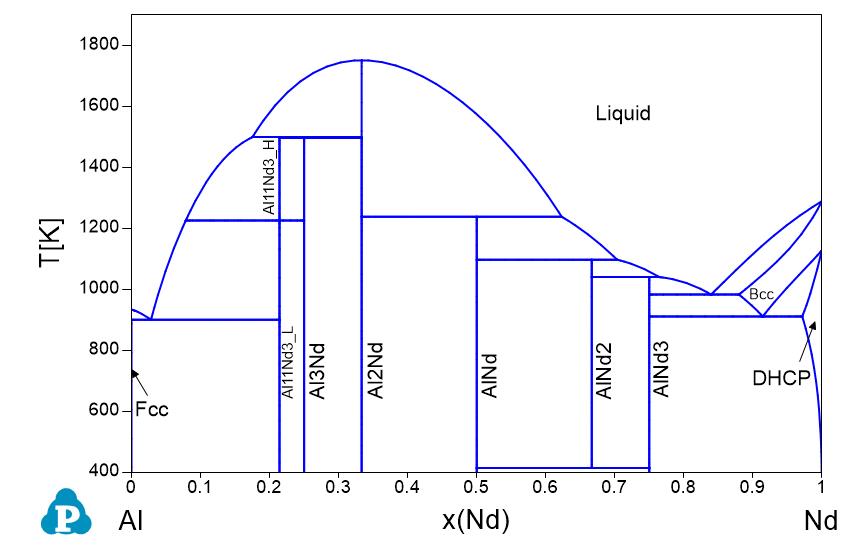 1800
1600
1400
1200
1000
800
600
400
T[K]
Liquid
Al11Nd3_H
Al11Nd3_L
Al3Nd
Al2Nd
AlNd
AlNd2
AlNd3
Bcc
DHCP
Fcc
0 0.1 0.2 0.3 0.4 0.5 0.6 0.7 0.8 0.9 1
P
Al x(Nd) Nd